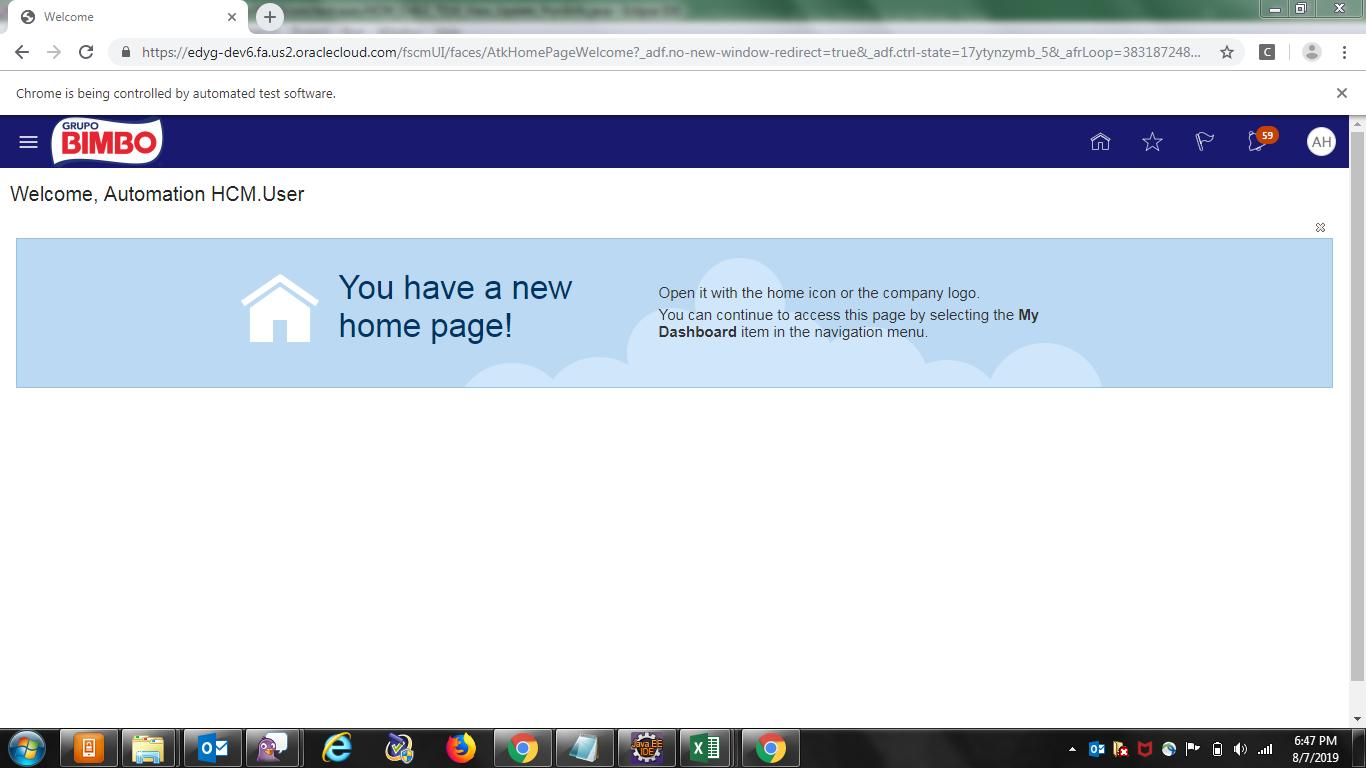 Welcome
https://edyg-dev6.fa.us2.oraclecloud.com/fscmUI/faces/AtkHomePageWelcome?_adf.no-new-window-redirect=true&_adf.ctrl-state=17ytynzymb_5&_afrLoop=383187248...
C
Chrome is being controlled by automated test software.
GRUPO
BIMBO
59
AH
Welcome, Automation HCM.User
You have a new
home page!
Open it with the home icon or the company logo.
You can continue to access this page by selecting the My
Dashboard item in the navigation menu.
Java EE
IDE
6:47 PM
8/7/2019